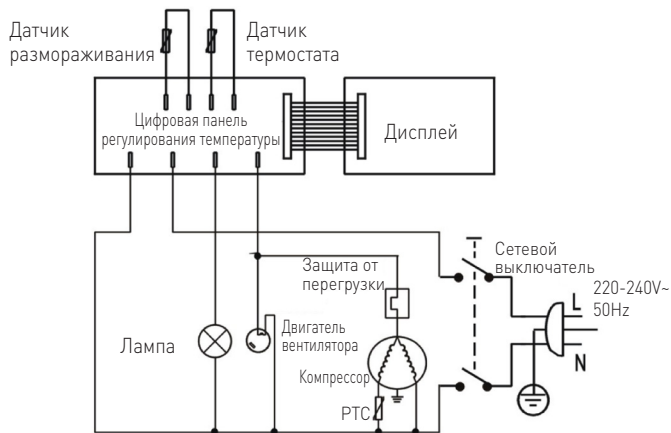 Датчик
размораживания
Датчик
термостата
Цифровая панель
регулирования температуры
Дисплей
Сетевой
выключатель
Защита от
перегрузки
220-240V~
50Hz
L
N
Лампа
Двигатель
вентилятора
Компрессор
PTC